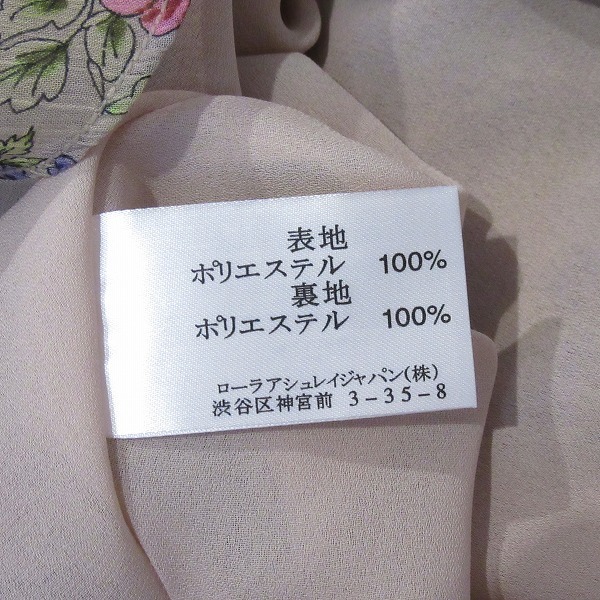 表地
ポリエステル 100%
裏地
ポリエステル 100%
ローラアシュレイジャパン(株)
渋谷区神宮前 3-35-8